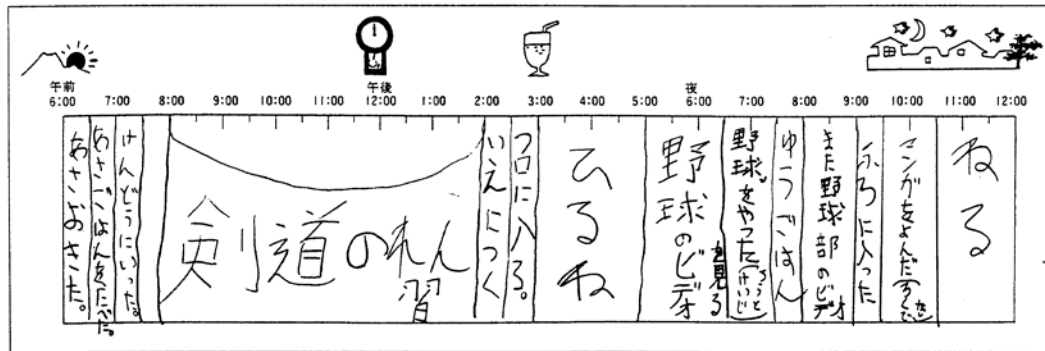 午前 午後 夜
6:00 7:00 8:00 9:00 10:00 11:00 12:00 1:00 2:00 3:00 4:00 5:00 6:00 7:00 8:00 9:00 10:00 11:00 12:00
あさおきた。
あさごはんをたべた。
けんどうにいった。
剣道のれん習
いえにつく
フロに入る。
ひるね
野球のビデオを見る
野球をやった
ゆうごはん
また野球部のビデオ
ふろに入った
マンガをよんだ
ねる